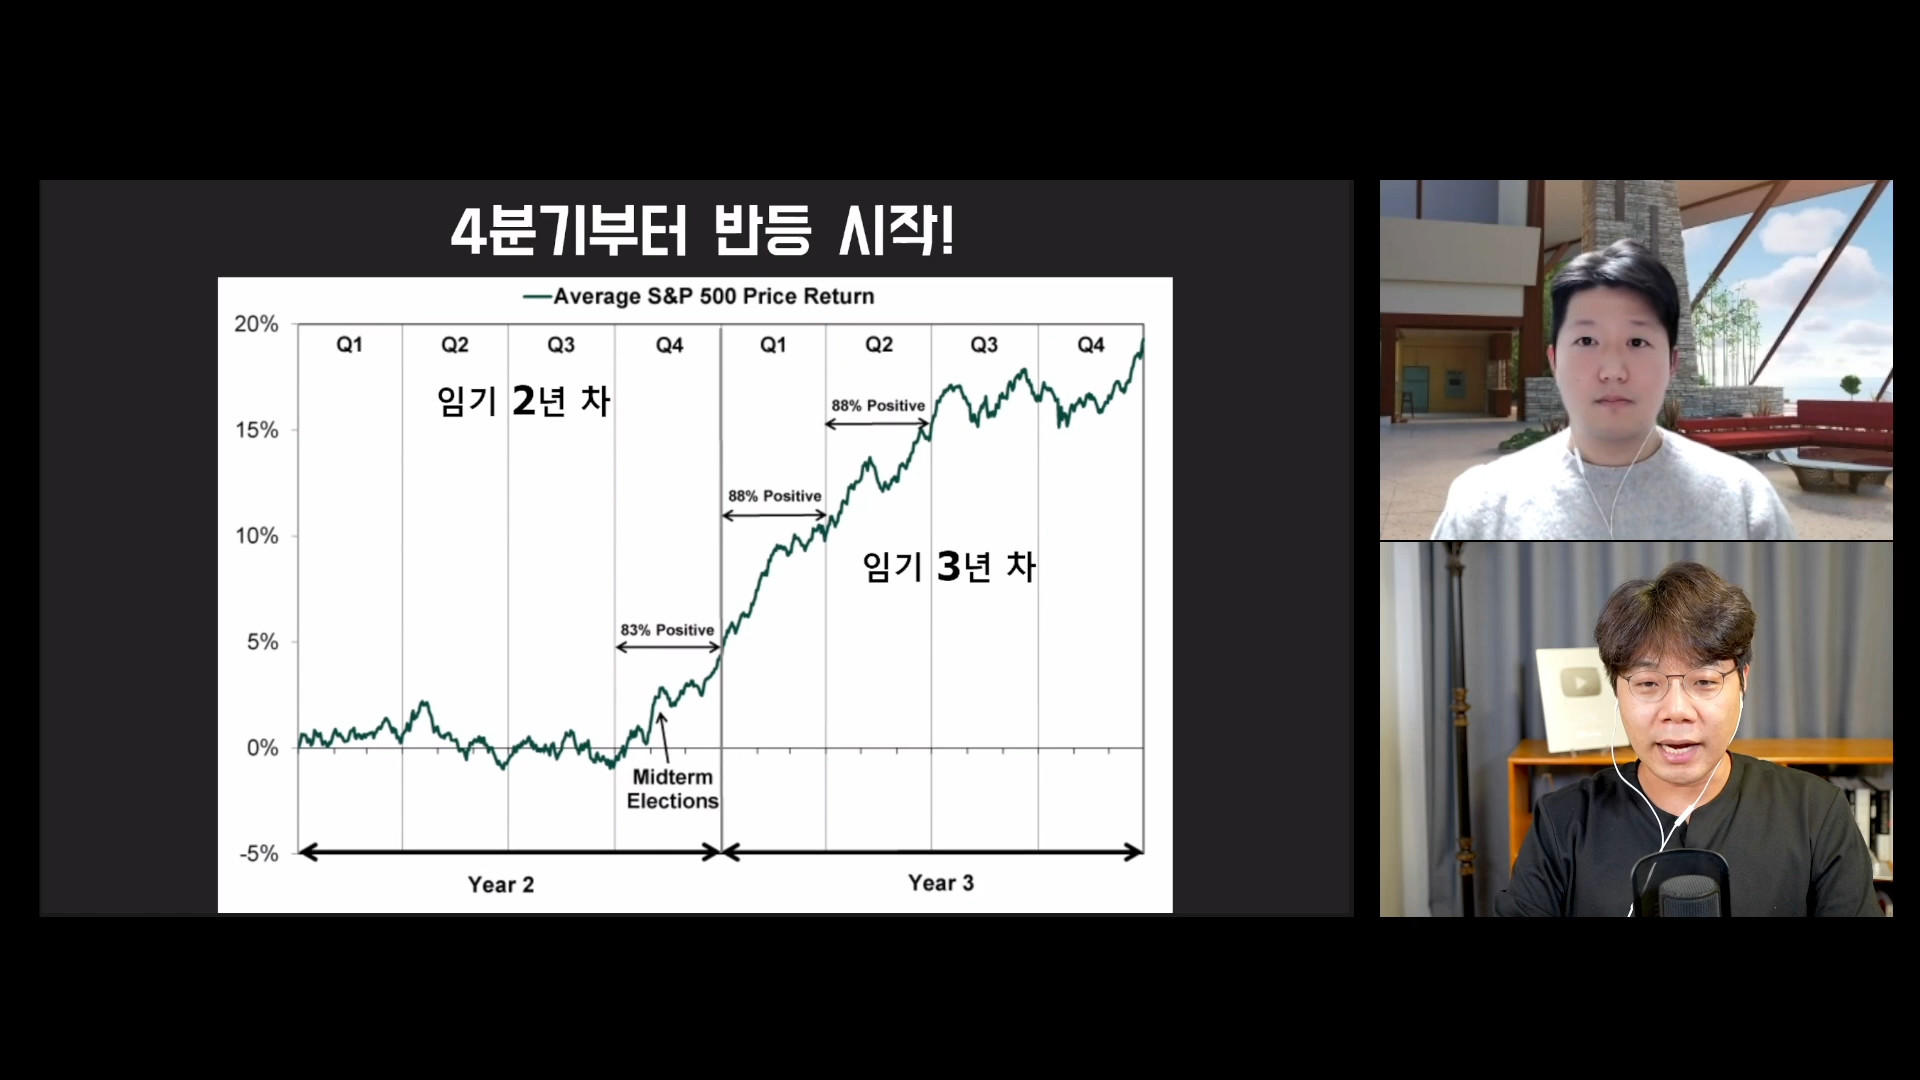 4분기부터 반등 시작!
Average S&P 500 Price Return
20%
15%
10%
5%
0%
-5%
Q1 Q2 Q3 Q4 Q1 Q2 Q3 Q4
임기 2년 차
88% Positive
88% Positive
임기 3년 차
83% Positive
Midterm
Elections
Year 2
Year 3